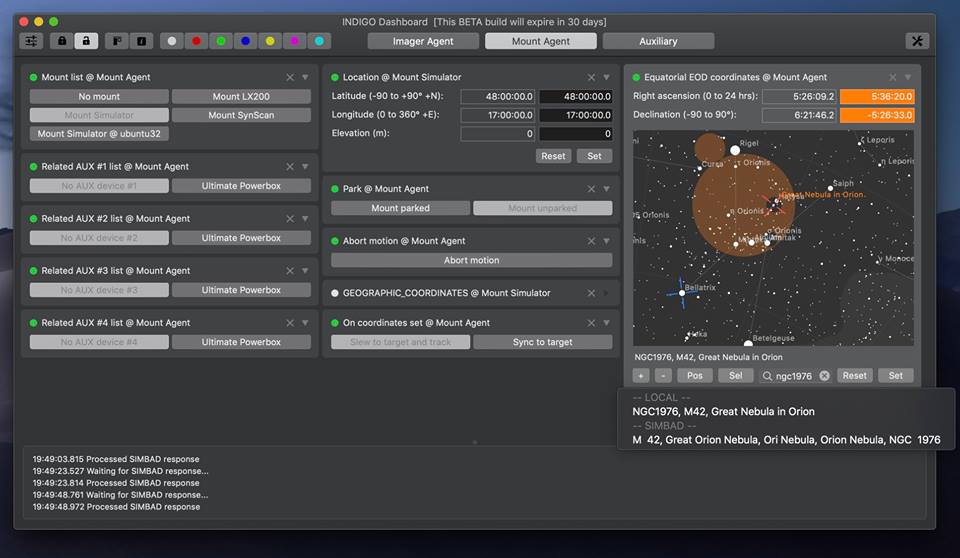 INDIGO Dashboard [This BETA build will expire in 30 days]
Imager Agent
Mount Agent
Auxiliary
Mount list @ Mount Agent
No mount
Mount LX200
Mount Simulator
Mount SynScan
Mount Simulator @ ubuntu32
Related AUX #1 list @ Mount Agent
No AUX device #1
Ultimate Powerbox
Related AUX #2 list @ Mount Agent
No AUX device #2
Ultimate Powerbox
Related AUX #3 list @ Mount Agent
No AUX device #3
Ultimate Powerbox
Related AUX #4 list @ Mount Agent
No AUX device #4
Ultimate Powerbox
Location @ Mount Simulator
Latitude (-90 to +90° +N): 48:00:00.0 48:00:00.0
Longitude (0 to 360° +E): 17:00:00.0 17:00:00.0
Elevation (m): 0 0
Reset
Set
Park @ Mount Agent
Mount parked
Mount unparked
Abort motion @ Mount Agent
Abort motion
GEOGRAPHIC_COORDINATES @ Mount Simulator
On coordinates set @ Mount Agent
Slew to target and track
Sync to target
Equatorial EOD coordinates @ Mount Agent
Right ascension (0 to 24 hrs): 5:26:09.2 5:36:20.0
Declination (-90 to 90°): 6:21:46.2 -5:26:33.0
Rigel
ε Leporis
Cursa
τ Orionis
η Leporis
Saiph
Great Nebula in Orion
Orionis
η Orionis
σ Orionis
Bellatrix
Meka
Betelgeuse
NGC1976, M42, Great Nebula in Orion
+
-
Pos
Sel
ngc1976
Reset
Set
-- LOCAL --
NGC1976, M42, Great Nebula in Orion
-- SIMBAD --
M 42, Great Orion Nebula, Ori Nebula, Orion Nebula, NGC 1976
19:49:03.815 Processed SIMBAD response
19:49:23.527 Waiting for SIMBAD response...
19:49:23.814 Processed SIMBAD response
19:49:48.761 Waiting for SIMBAD response...
19:49:48.972 Processed SIMBAD response